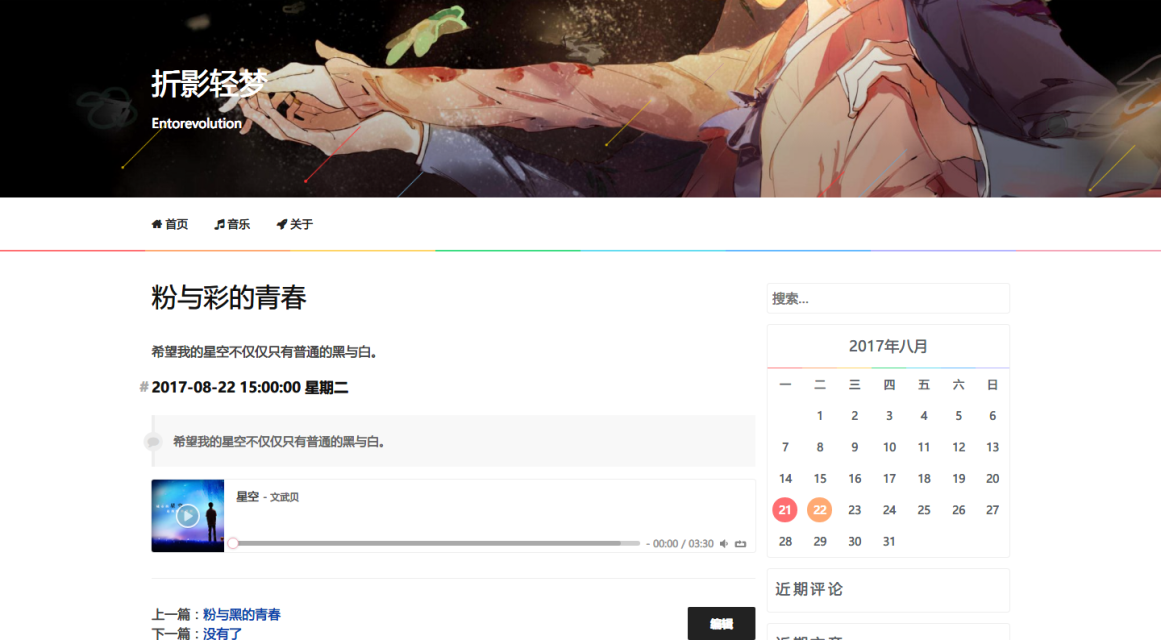 折影轻梦
Entorevolution
首页 音乐 关于
粉与彩的青春
希望我的星空不仅仅只有普通的黑与白。
# 2017-08-22 15:00:00 星期二
希望我的星空不仅仅只有普通的黑与白。
星空 - 文武贝
- 00:00 / 03:30
上一篇：粉与黑的青春
下一篇：没有了
编辑
搜索...
2017年八月
一 二 三 四 五 六 日
1 2 3 4 5 6
7 8 9 10 11 12 13
14 15 16 17 18 19 20
21 22 23 24 25 26 27
28 29 30 31
近期评论